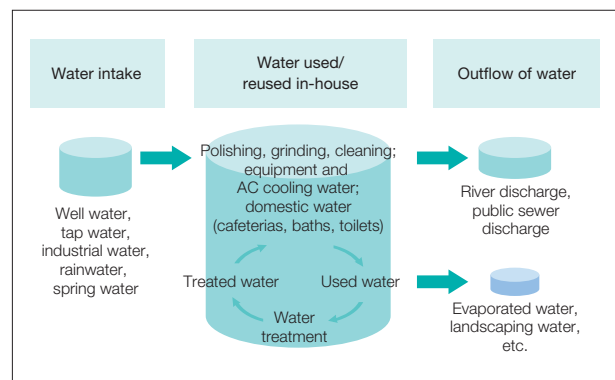 Water intake
Water used/
reused in-house
Outflow of water
Well water,
tap water,
industrial water,
rainwater,
spring water
Polishing, grinding, cleaning;
equipment and
AC cooling water;
domestic water
(cafeterias, baths, toilets)
Treated water
Used water
Water
treatment
River discharge,
public sewer
discharge
Evaporated water,
landscaping water,
etc.